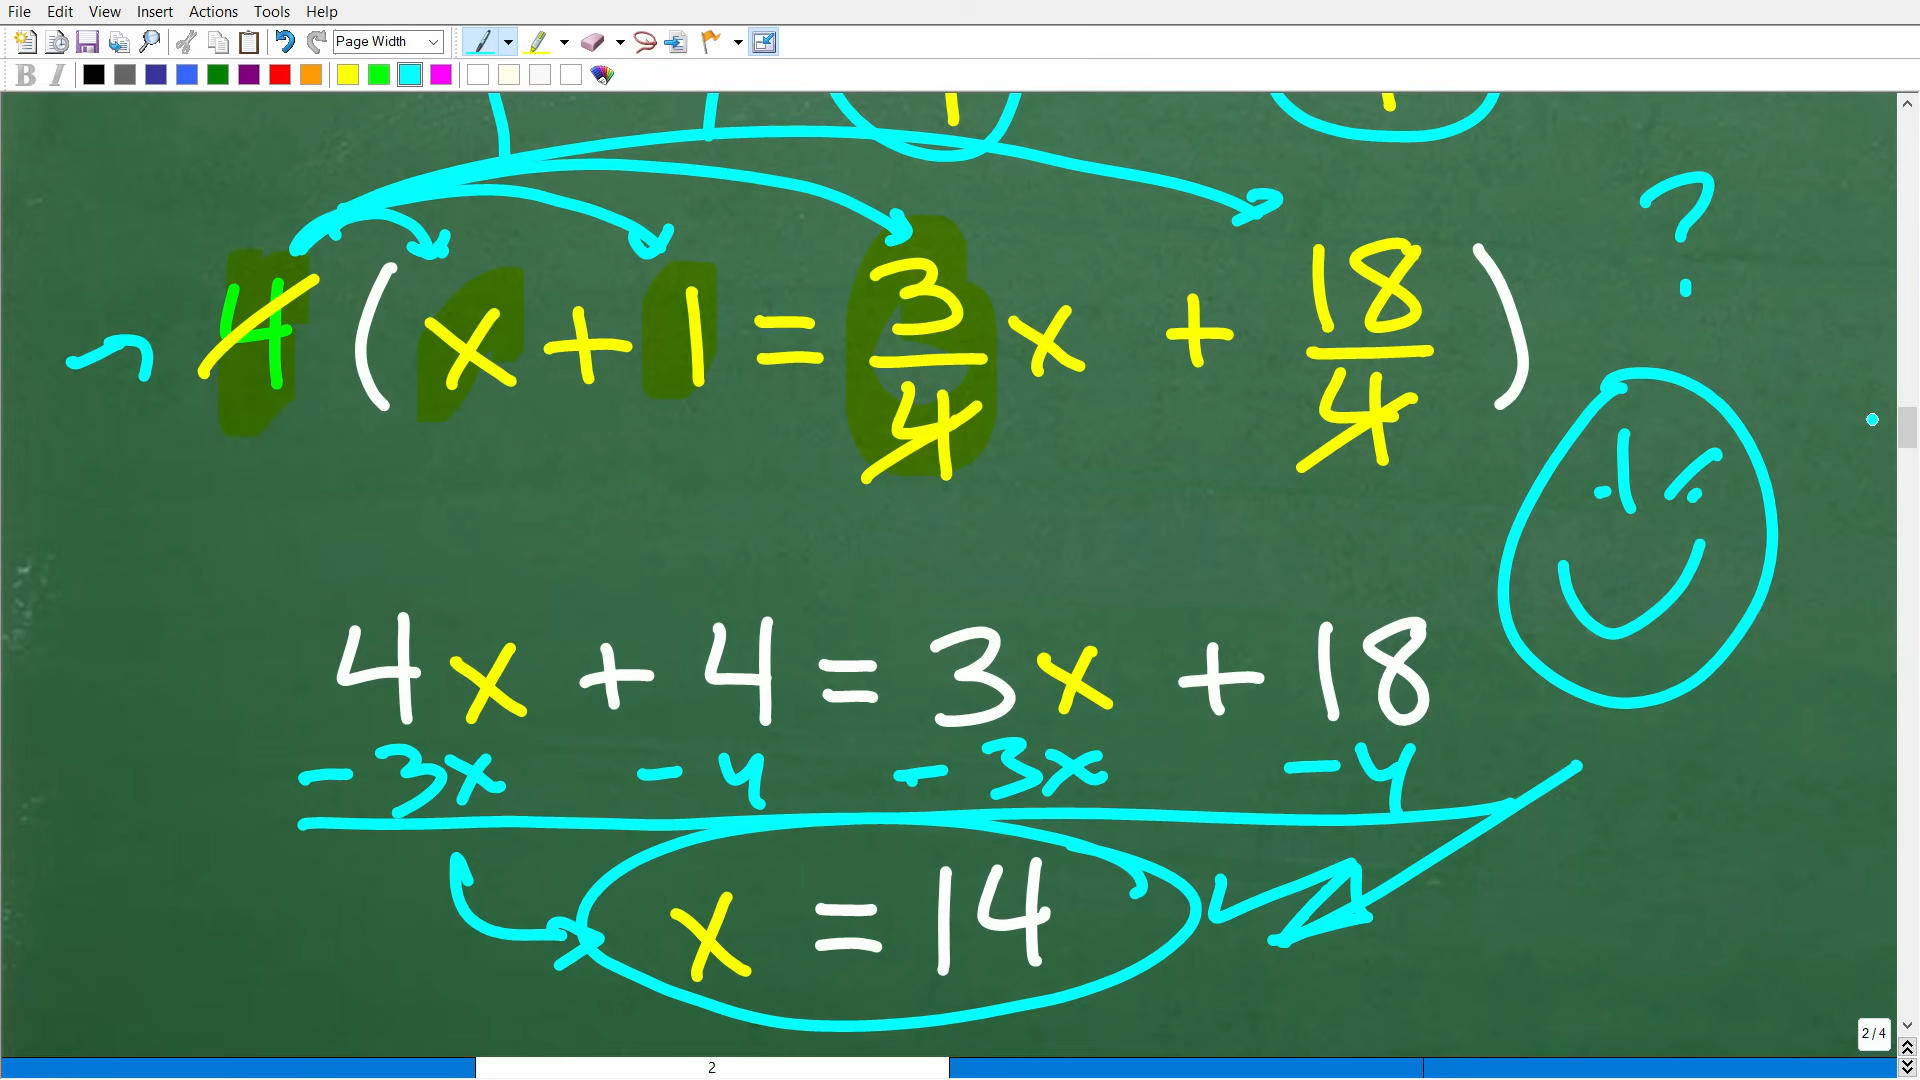 File Edit View Insert Actions Tools Help
Page Width
B I
?
4 ( x + 1 = 3/4 x + 18/4 )
4x + 4 = 3x + 18
- 3x - 4 - 3x - 4
x = 14
2 / 4
2